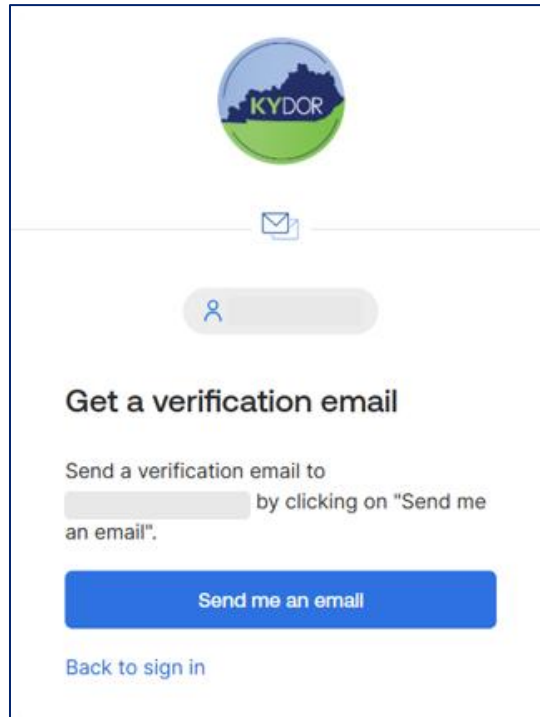 KYDOR
Get a verification email
Send a verification email to
by clicking on "Send me
an email".
Send me an email
Back to sign in